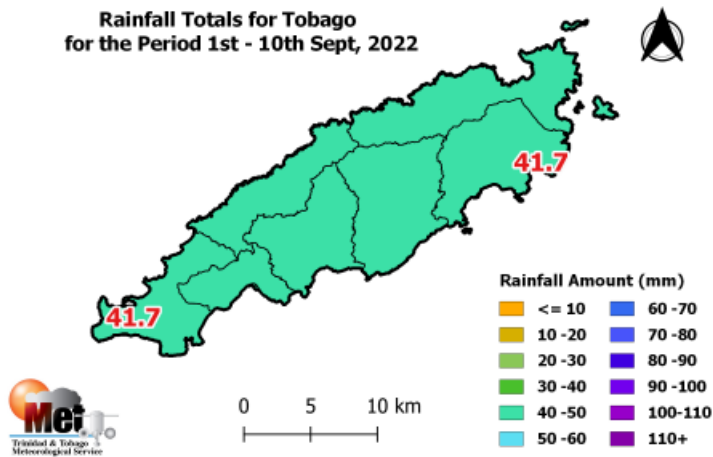 Rainfall Totals for Tobago
for the Period 1st - 10th Sept, 2022
41.7
41.7
Rainfall Amount (mm)
<= 10
10 -20
20 -30
30 -40
40 -50
50 -60
60 -70
70 -80
80 -90
90 -100
100-110
110+
0 5 10 km
Met
Trinidad & Tobago
Meteorological Service